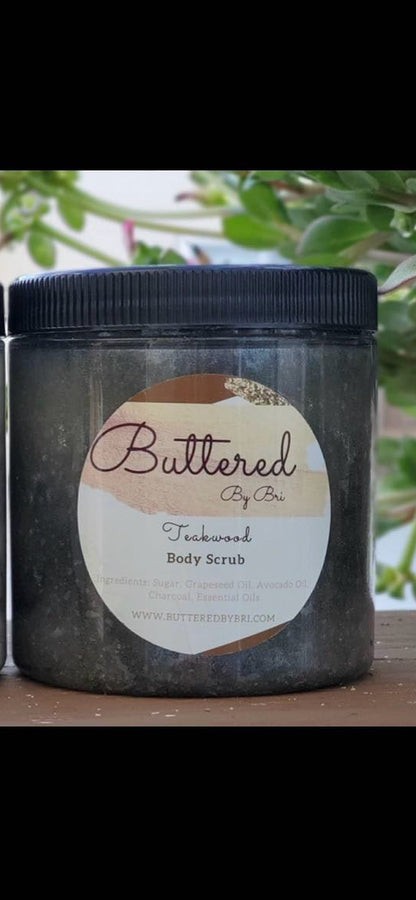 Buttered
By Bri
Teakwood
Body Scrub
Ingredients: Sugar, Grapeseed Oil, Avocado Oil,
Charcoal, Essential Oils
WWW.BUTTEREDBYBRI.COM